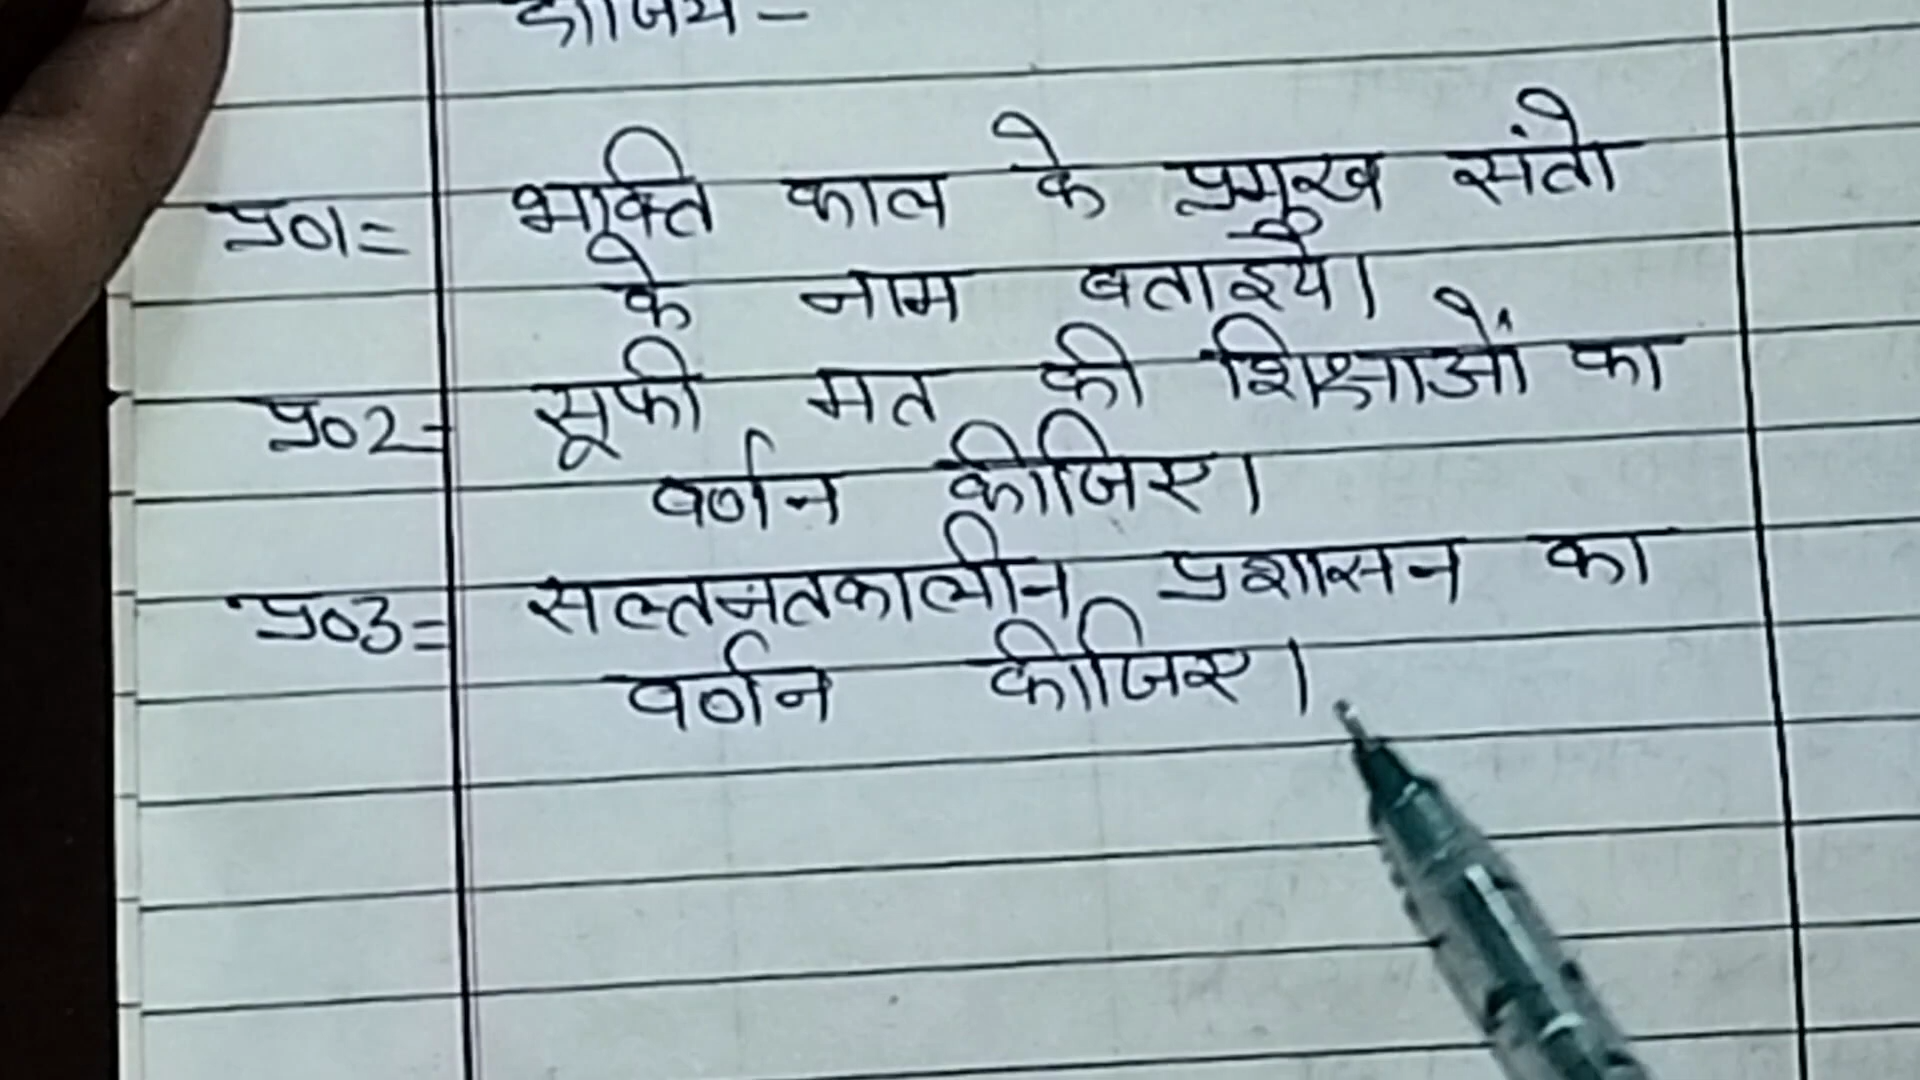 कीजिये -
प्र01= भक्ति काल के प्रमुख संतो
के नाम बताइये।
प्र02= सूफी मत की शिक्षाओं का
वर्णन कीजिए।
प्र03= सल्तनतकालीन प्रशासन का
वर्णन कीजिए।